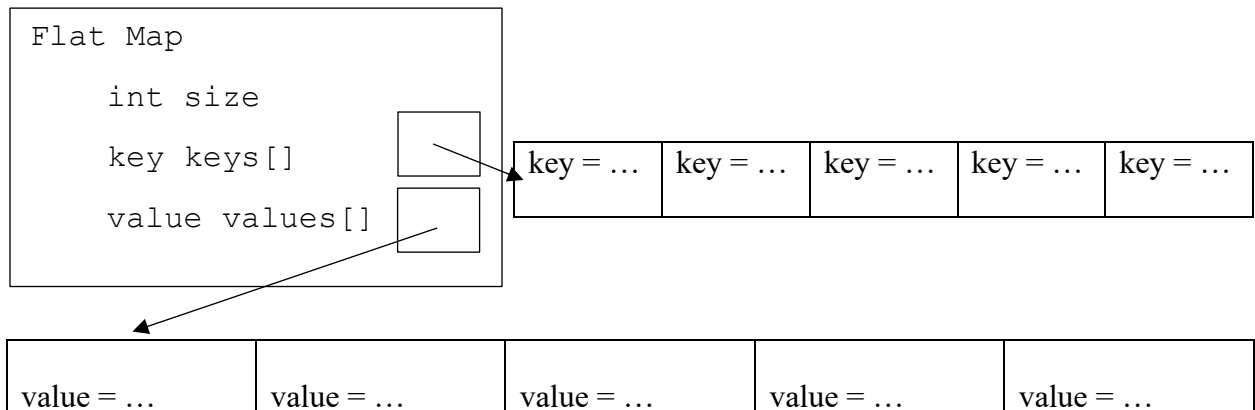 Flat Map
int size
key keys[]
value values[]
key = … key = … key = … key = … key = …
value = … value = … value = … value = … value = …